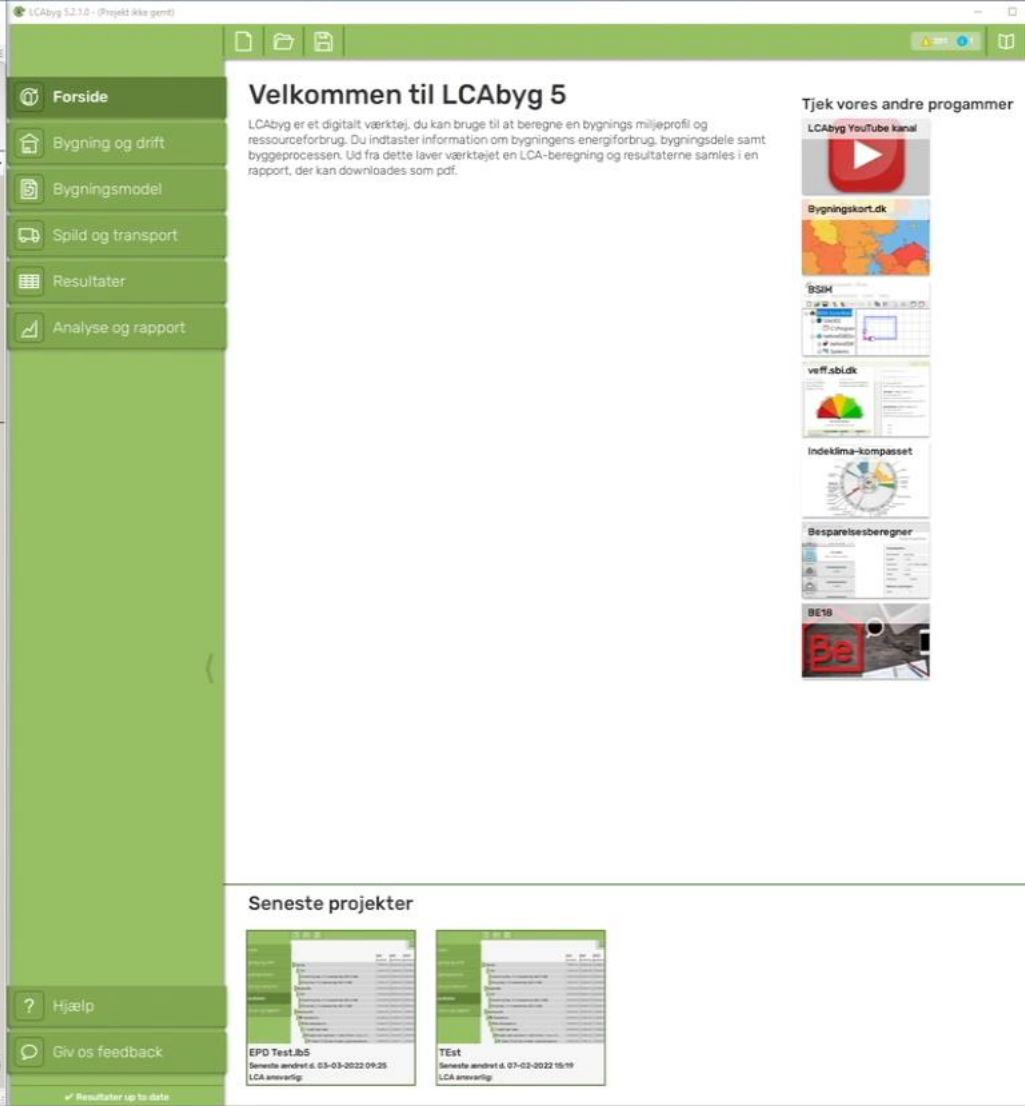 LCAbyg 5.2.1.0 - (Projekt ikke gemt)
Forside
Bygning og drift
Bygningsmodel
Spild og transport
Resultater
Analyse og rapport
Velkommen til LCAbyg 5
LCAbyg er et digitalt værktøj, du kan bruge til at beregne en bygnings miljøprofil og
ressourceforbrug. Du indtaster information om bygningens energiforbrug, bygningsdele samt
byggeprocessen. Ud fra dette laver værktøjet en LCA-beregning og resultaterne samles i en
rapport, der kan downloades som pdf.
Tjek vores andre progammer
LCAbyg YouTube kanal
Bygningskort.dk
BSIM
veff.sbi.dk
Indeklima-kompasset
Besparelsesberegner
BE18
Be
Seneste projekter
EPD Test.lb5
Seneste ændret d. 03-03-2022 09:25
LCA ansvarlig:
TEst
Seneste ændret d. 07-02-2022 15:19
LCA ansvarlig:
? Hjælp
Giv os feedback
✓ Resultater up to date